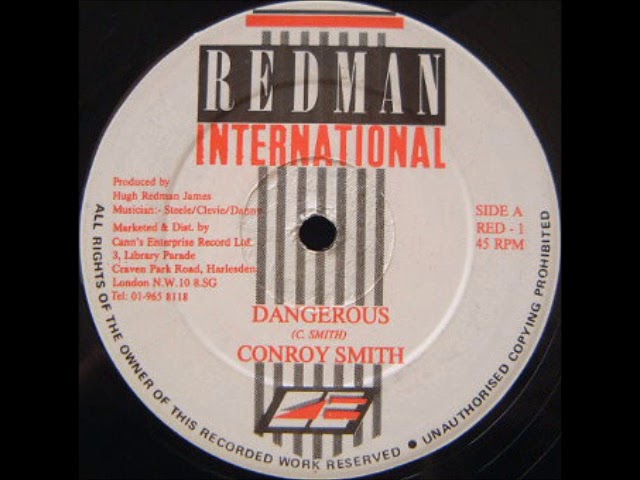 REDMAN
INTERNATIONAL
Produced by
Hugh Redman James
Musician:- Steele/Clevie/Danny
Marketed & Dist. by
Cann's Enterprise Record Ltd.
3, Library Parade
Craven Park Road, Harlesden
London N.W.10 8.SG
Tel: 01-965 8118
SIDE A
RED - 1
45 RPM
DANGEROUS
(C. SMITH)
CONROY SMITH
CE
ALL RIGHTS OF THE OWNER OF THIS RECORDED WORK RESERVED ● UNAUTHORISED COPYING PROHIBITED